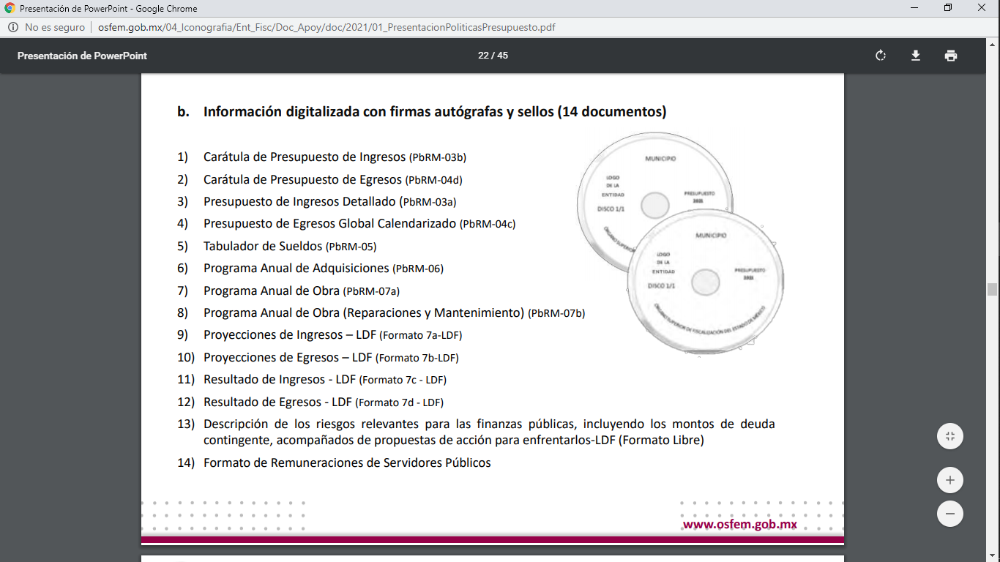 Presentación de PowerPoint - Google Chrome
No es seguro | osfem.gob.mx/04_Iconografia/Ent_Fisc/Doc_Apoy/doc/2021/01_PresentacionPoliticasPresupuesto.pdf
Presentación de PowerPoint
22 / 45
b. Información digitalizada con firmas autógrafas y sellos (14 documentos)
1) Carátula de Presupuesto de Ingresos (PbRM-03b)
2) Carátula de Presupuesto de Egresos (PbRM-04d)
3) Presupuesto de Ingresos Detallado (PbRM-03a)
4) Presupuesto de Egresos Global Calendarizado (PbRM-04c)
5) Tabulador de Sueldos (PbRM-05)
6) Programa Anual de Adquisiciones (PbRM-06)
7) Programa Anual de Obra (PbRM-07a)
8) Programa Anual de Obra (Reparaciones y Mantenimiento) (PbRM-07b)
9) Proyecciones de Ingresos – LDF (Formato 7a-LDF)
10) Proyecciones de Egresos – LDF (Formato 7b-LDF)
11) Resultado de Ingresos - LDF (Formato 7c - LDF)
12) Resultado de Egresos - LDF (Formato 7d - LDF)
13) Descripción de los riesgos relevantes para las finanzas públicas, incluyendo los montos de deuda
contingente, acompañados de propuestas de acción para enfrentarlos-LDF (Formato Libre)
14) Formato de Remuneraciones de Servidores Públicos
MUNICIPIO
LOGO
DE LA
ENTIDAD
PRESUPUESTO
2021
DISCO 1/1
ÓRGANO SUPERIOR
MUNICIPIO
LOGO
DE LA
ENTIDAD
PRESUPUESTO
2021
DISCO 1/1
ÓRGANO SUPERIOR DE FISCALIZACIÓN DEL ESTADO DE MÉXICO
www.osfem.gob.mx